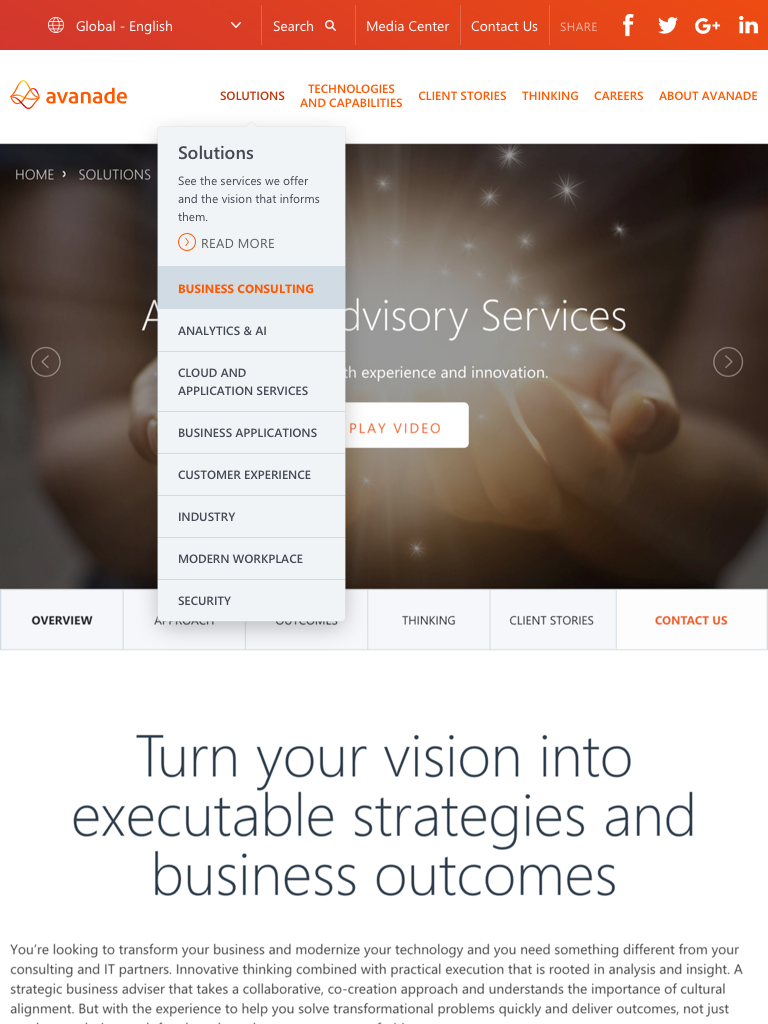 Global - English
Search
Media Center
Contact Us
SHARE
G+
in
avanade
SOLUTIONS
TECHNOLOGIES
AND CAPABILITIES
CLIENT STORIES
THINKING
CAREERS
ABOUT AVANADE
HOME › SOLUTIONS
Solutions
See the services we offer
and the vision that informs
them.
READ MORE
BUSINESS CONSULTING
ANALYTICS & AI
CLOUD AND
APPLICATION SERVICES
BUSINESS APPLICATIONS
CUSTOMER EXPERIENCE
INDUSTRY
MODERN WORKPLACE
SECURITY
Services
experience and innovation.
PLAY VIDEO
OVERVIEW
APPROACH
OUTCOMES
THINKING
CLIENT STORIES
CONTACT US
Turn your vision into
executable strategies and
business outcomes
You're looking to transform your business and modernize your technology and you need something different from your
consulting and IT partners. Innovative thinking combined with practical execution that is rooted in analysis and insight. A
strategic business adviser that takes a collaborative, co-creation approach and understands the importance of cultural
alignment. But with the experience to help you solve transformational problems quickly and deliver outcomes, not just